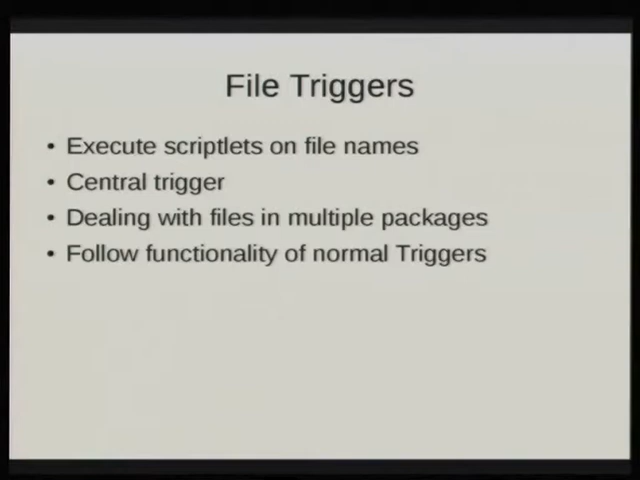 File Triggers
• Execute scriptlets on file names
• Central trigger
• Dealing with files in multiple packages
• Follow functionality of normal Triggers